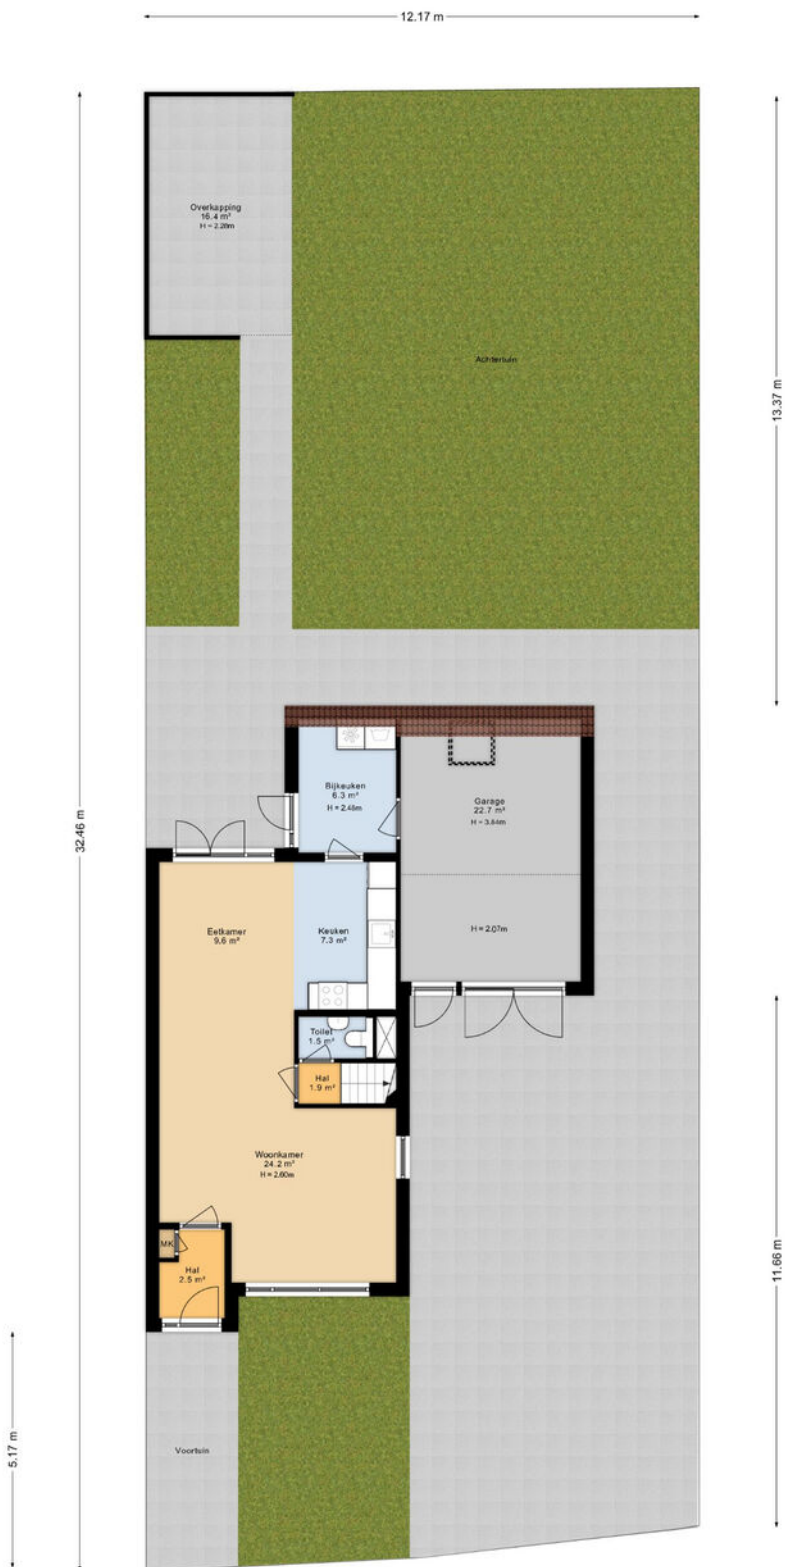 12.17 m
Overkapping
16.4 m²
H = 2.28m
Achtertuin
13.37 m
32.46 m
Bijkeuken
6.3 m²
H = 2.48m
Garage
22.7 m²
H = 3.84m
Eetkamer
9.6 m²
Keuken
7.3 m²
H = 2.07m
Toilet
1.5 m²
Hal
1.9 m²
Woonkamer
24.2 m²
H = 2.60m
MK
Hal
2.5 m²
11.66 m
5.17 m
Voortuin